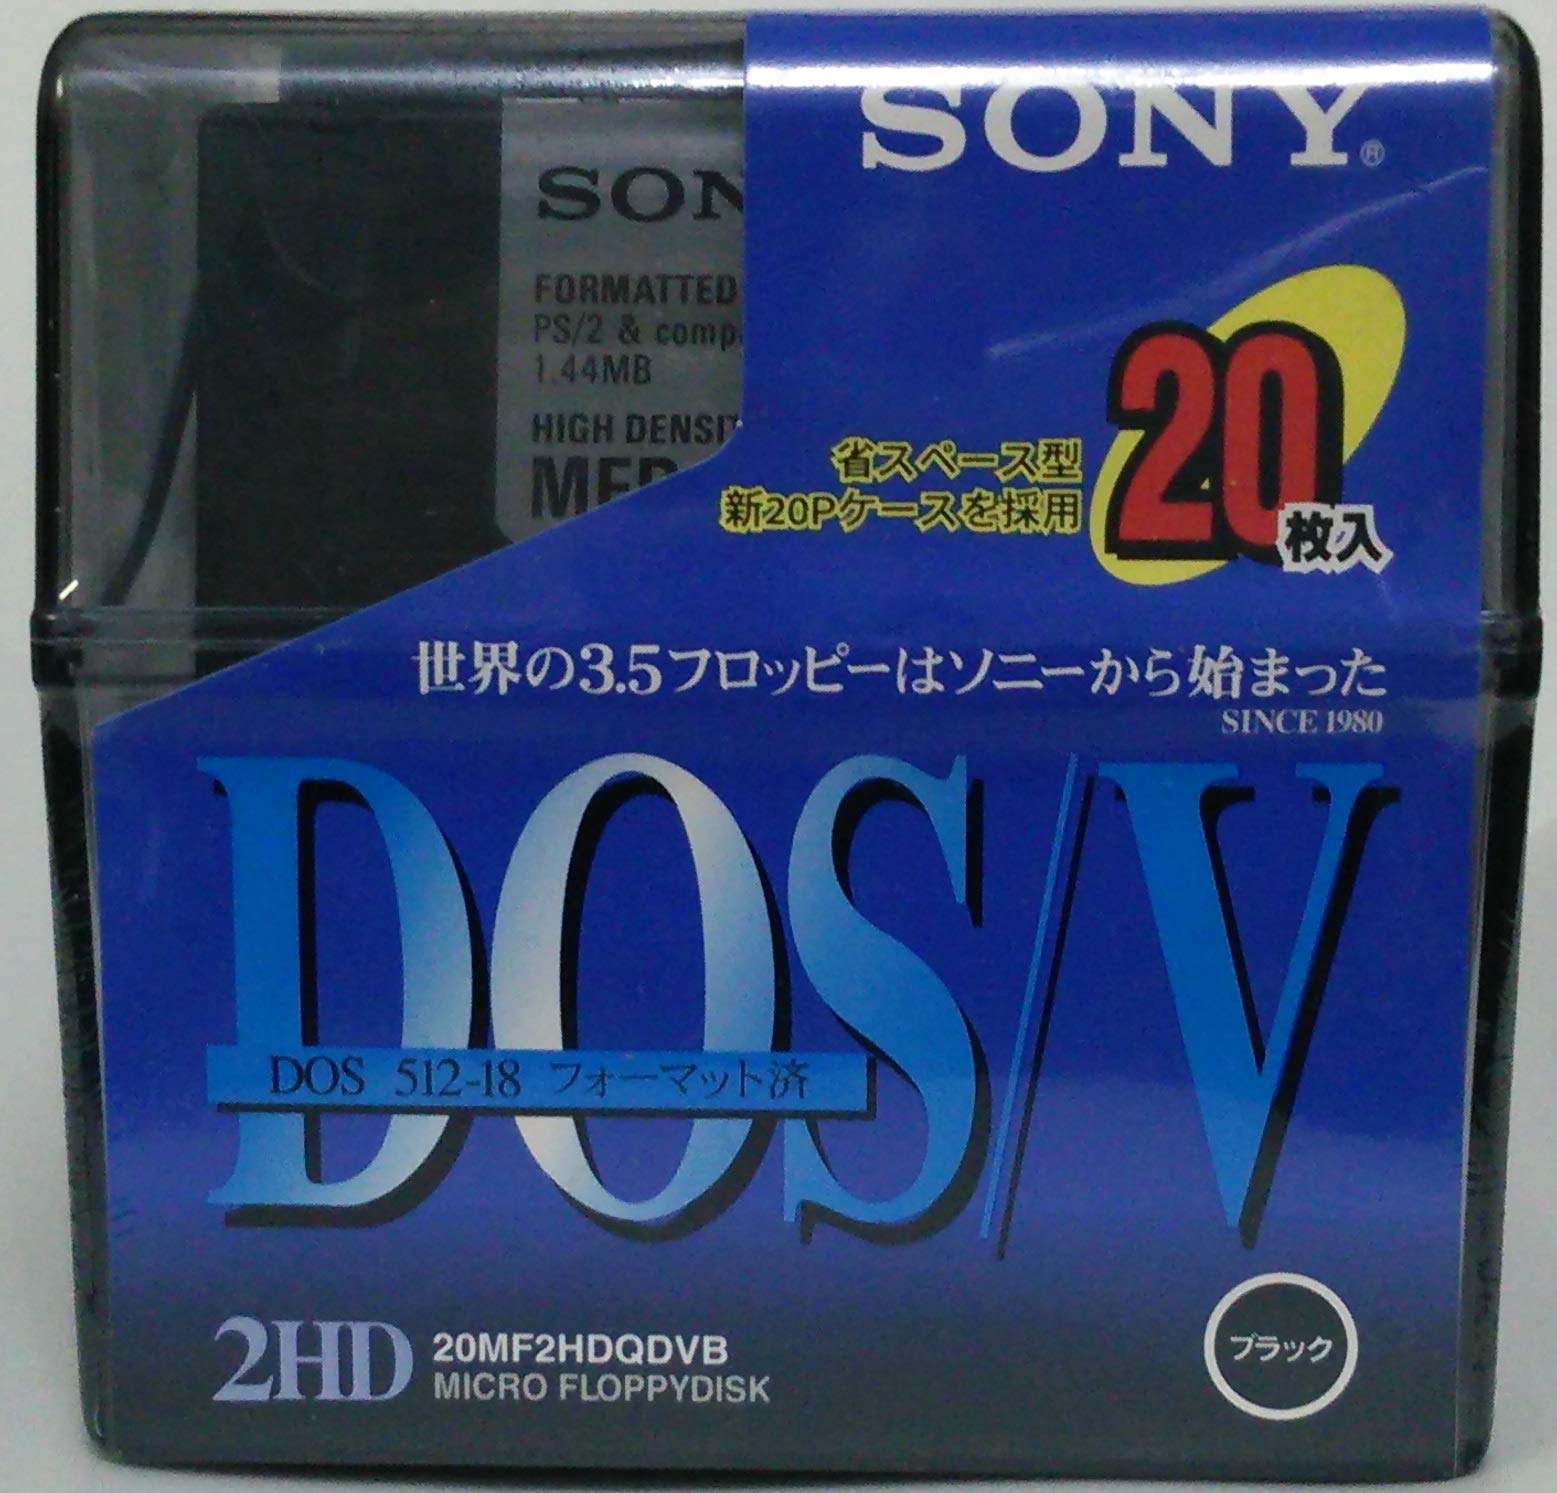 SONY®
SON
FORMATTED
PS/2 & comp
1.44MB
HIGH DENSIT
20
枚入
省スペース型
新20Pケースを採用
世界の3.5フロッピーはソニーから始まった
SINCE 1980
DOS/V
DOS 512-18 フォーマット済
2HD
20MF2HDQDVB
MICRO FLOPPYDISK
ブラック